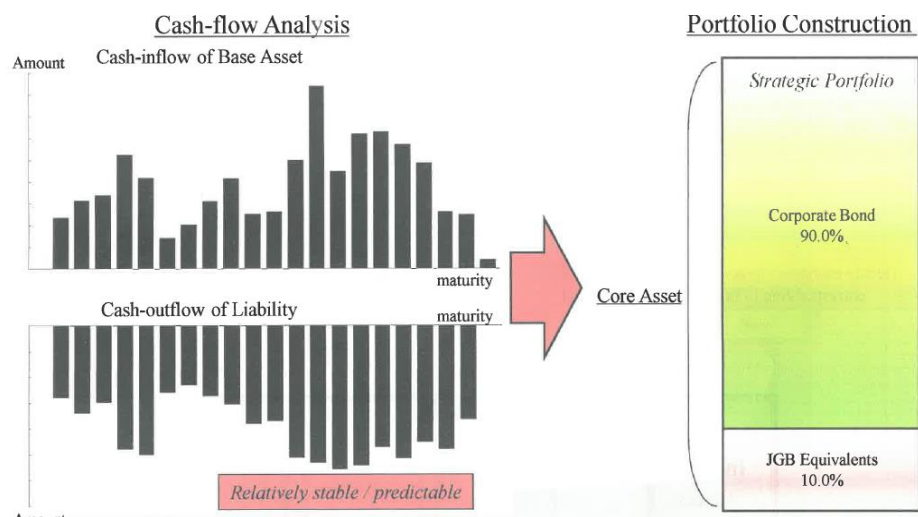 Cash-flow Analysis
Amount
Cash-inflow of Base Asset
maturity
Cash-outflow of Liability
maturity
Relatively stable / predictable
Amount
Portfolio Construction
Strategic Portfolio
Corporate Bond
90.0%
Core Asset
JGB Equivalents
10.0%